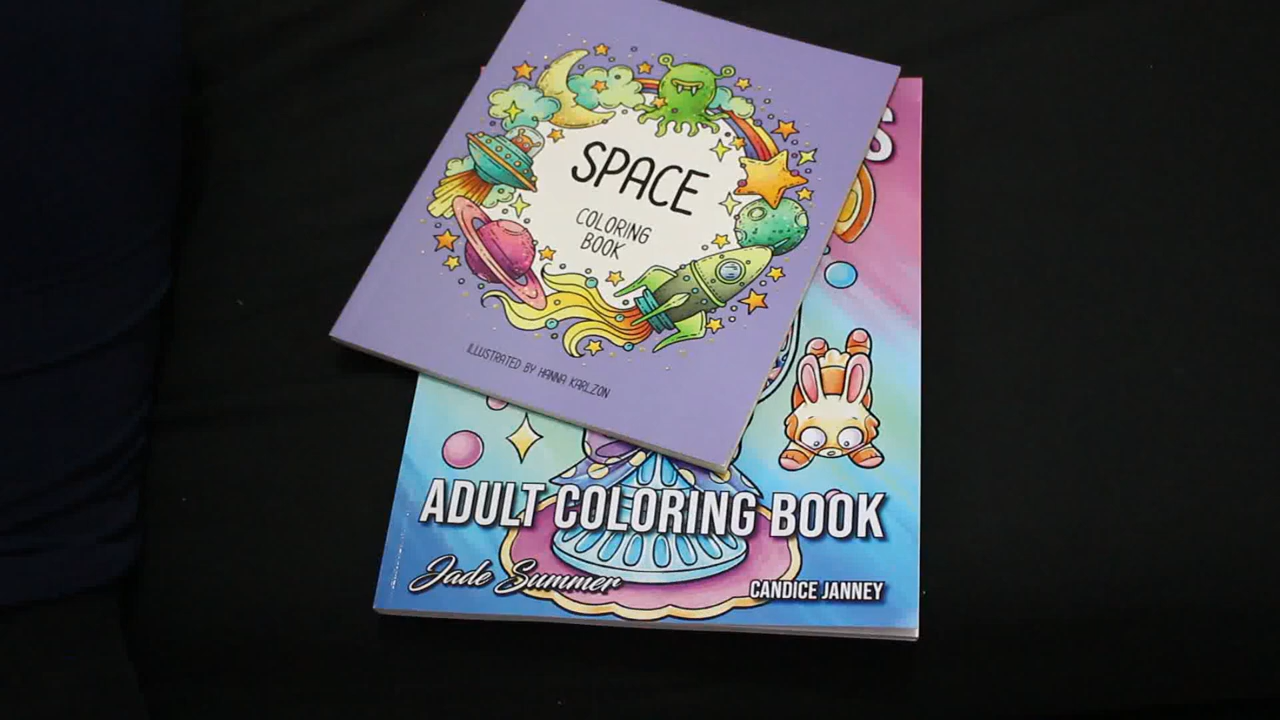 SPACE
COLORING
BOOK
ILLUSTRATED BY HANNA KARLZON
S
ADULT COLORING BOOK
Jade Summer
CANDICE JANNEY